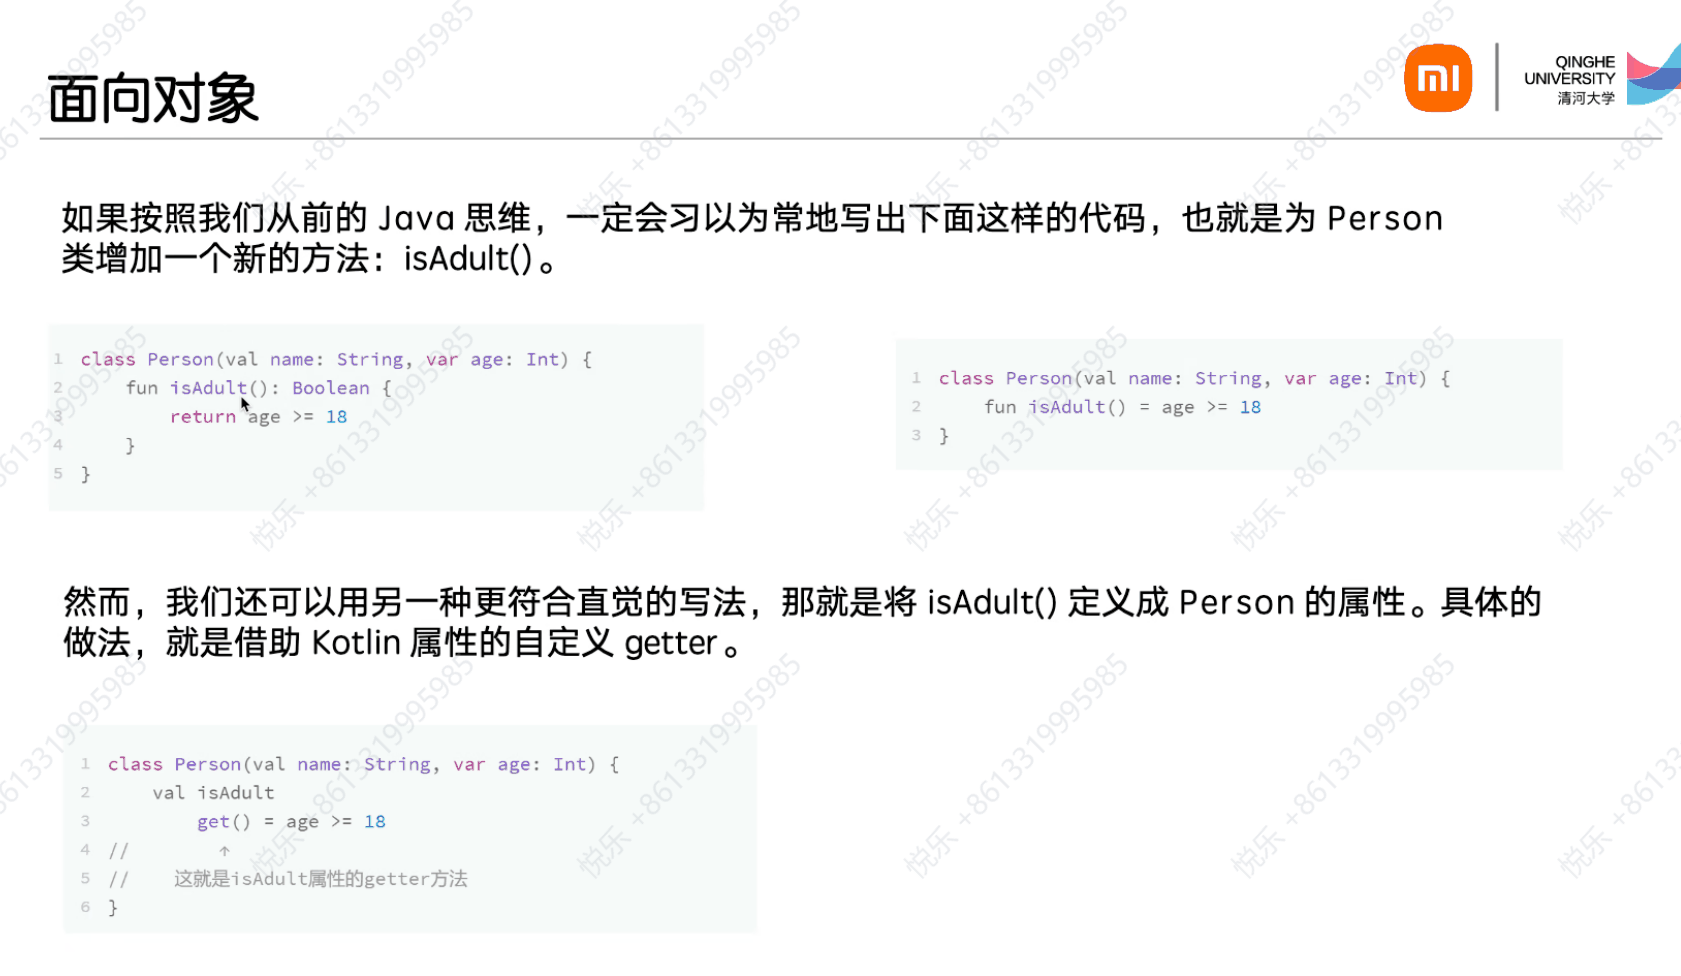 面向对象
QINGHE
UNIVERSITY
清河大学
如果按照我们从前的 Java 思维，一定会习以为常地写出下面这样的代码，也就是为 Person
类增加一个新的方法：isAdult()。
1 class Person(val name: String, var age: Int) {
2     fun isAdult(): Boolean {
3         return age >= 18
4     }
5 }
1 class Person(val name: String, var age: Int) {
2     fun isAdult() = age >= 18
3 }
然而，我们还可以用另一种更符合直觉的写法，那就是将 isAdult() 定义成 Person 的属性。具体的
做法，就是借助 Kotlin 属性的自定义 getter。
1 class Person(val name: String, var age: Int) {
2     val isAdult
3         get() = age >= 18
4 //        ↑
5 //    这就是isAdult属性的getter方法
6 }
悦乐 +8613319995985